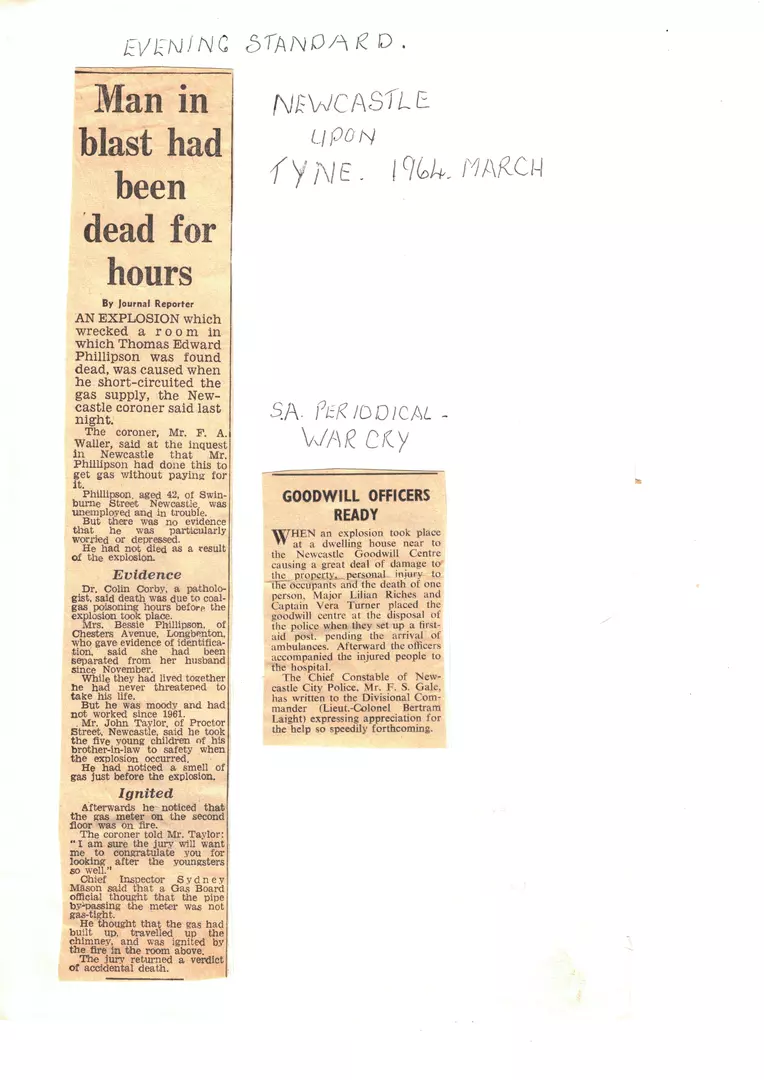 EVENING STANDARD.
NEWCASTLE
UPON
TYNE. 1964. MARCH
Man in
blast had
been
dead for
hours
By Journal Reporter
AN EXPLOSION which
wrecked a room in
which Thomas Edward
Phillipson was found
dead, was caused when
he short-circuited the
gas supply, the New-
castle coroner said last
night.
The coroner, Mr. F. A.
Waller, said at the inquest
in Newcastle that Mr.
Phillipson had done this to
get gas without paying for
it.
Phillipson, aged 42, of Swin-
burne Street Newcastle, was
unemployed and in trouble.
But there was no evidence
that he was particularly
worried or depressed.
He had not died as a result
of the explosion.
Evidence
Dr. Colin Corby, a patholo-
gist, said death was due to coal-
gas poisoning hours before the
explosion took place.
Mrs. Bessie Phillipson, of
Chesters Avenue, Longbenton,
who gave evidence of identifica-
tion, said she had been
separated from her husband
since November.
While they had lived together
he had never threatened to
take his life.
But he was moody and had
not worked since 1961.
Mr. John Taylor, of Proctor
Street, Newcastle, said he took
the five young children of his
brother-in-law to safety when
the explosion occurred.
He had noticed a smell of
gas just before the explosion.
Ignited
Afterwards he noticed that
the gas meter on the second
floor was on fire.
The coroner told Mr. Taylor:
"I am sure the jury will want
me to congratulate you for
looking after the youngsters
so well."
Chief Inspector Sydney
Mason said that a Gas Board
official thought that the pipe
by-passing the meter was not
gas-tight.
He thought that the gas had
built up, travelled up the
chimney, and was ignited by
the fire in the room above.
The jury returned a verdict
of accidental death.
S.A. PERIODICAL -
WAR CRY
GOODWILL OFFICERS
READY
WHEN an explosion took place
at a dwelling house near to
the Newcastle Goodwill Centre
causing a great deal of damage to
the property, personal injury to
the occupants and the death of one
person, Major Lilian Riches and
Captain Vera Turner placed the
goodwill centre at the disposal of
the police when they set up a first-
aid post, pending the arrival of
ambulances. Afterward the officers
accompanied the injured people to
the hospital.
The Chief Constable of New-
castle City Police, Mr. F. S. Gale,
has written to the Divisional Com-
mander (Lieut.-Colonel Bertram
Laight) expressing appreciation for
the help so speedily forthcoming.